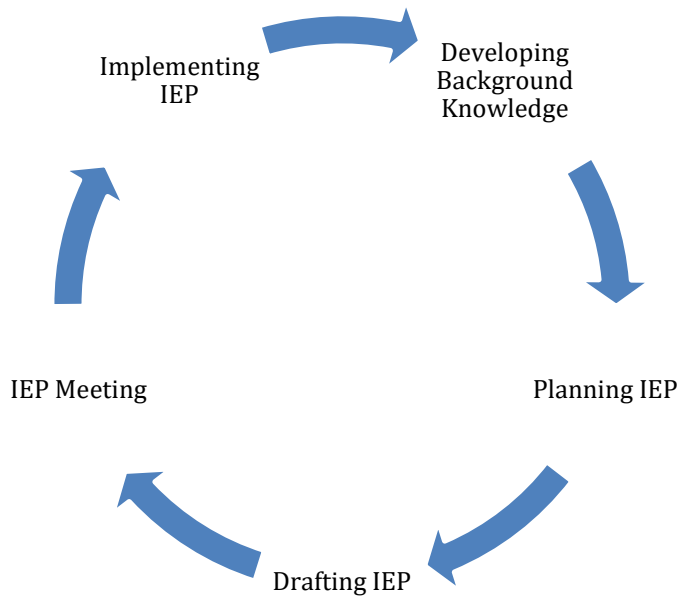 Implementing
IEP
Developing
Background
Knowledge
Planning IEP
Drafting IEP
IEP Meeting